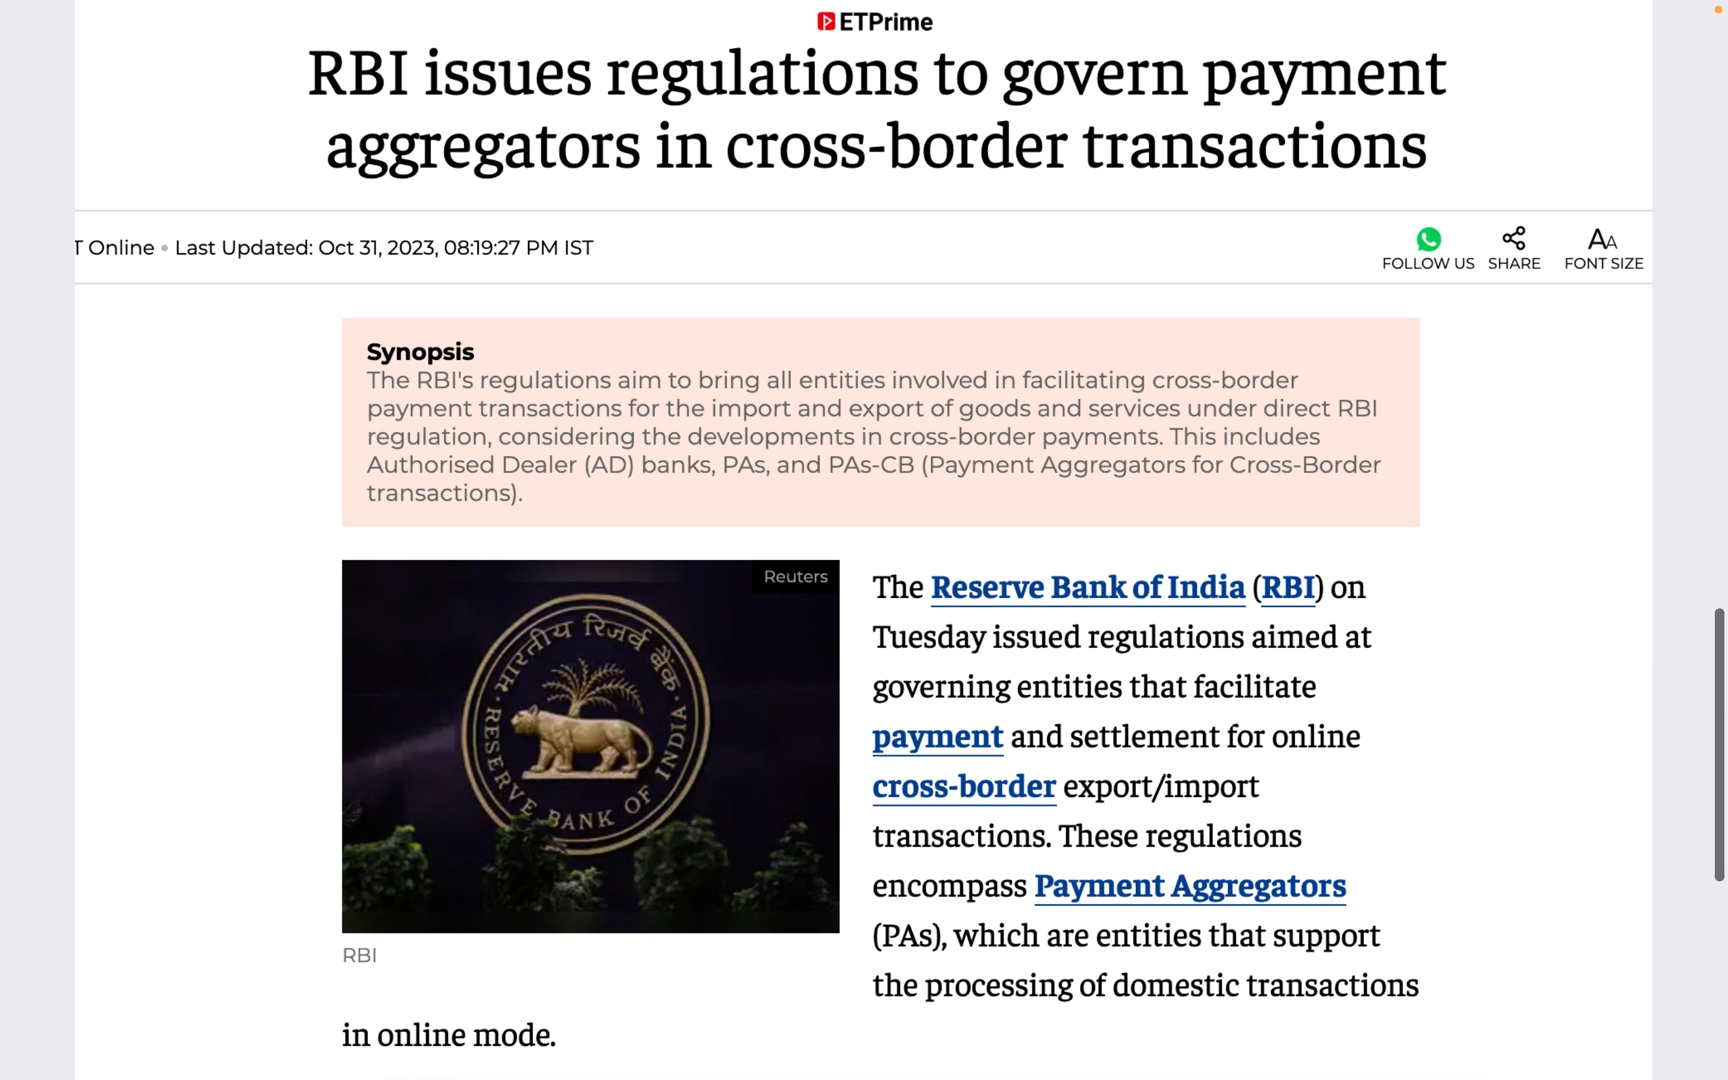 ETPrime
RBI issues regulations to govern payment
aggregators in cross-border transactions
T Online • Last Updated: Oct 31, 2023, 08:19:27 PM IST
FOLLOW US
SHARE
AA
FONT SIZE
Synopsis
The RBI's regulations aim to bring all entities involved in facilitating cross-border
payment transactions for the import and export of goods and services under direct RBI
regulation, considering the developments in cross-border payments. This includes
Authorised Dealer (AD) banks, PAs, and PAs-CB (Payment Aggregators for Cross-Border
transactions).
Reuters
भारतीय रिज़र्व बैंक
RESERVE BANK OF INDIA
RBI
The Reserve Bank of India (RBI) on
Tuesday issued regulations aimed at
governing entities that facilitate
payment and settlement for online
cross-border export/import
transactions. These regulations
encompass Payment Aggregators
(PAs), which are entities that support
the processing of domestic transactions
in online mode.